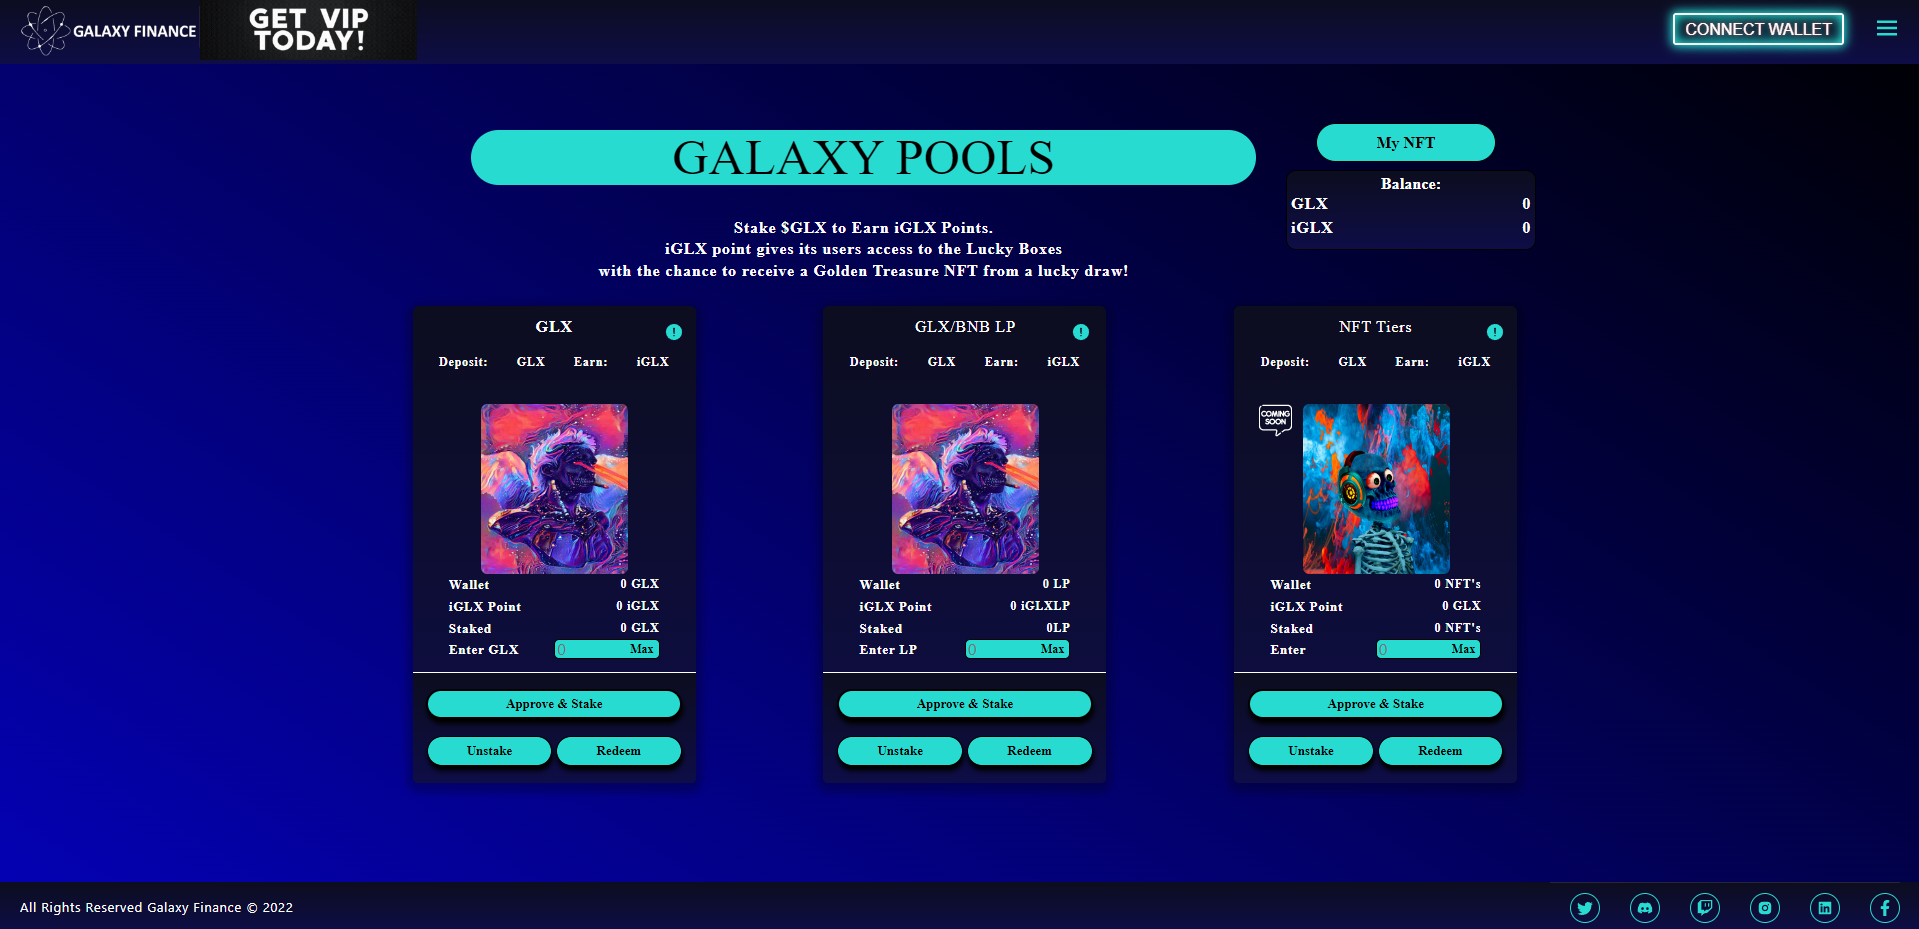 GALAXY FINANCE
GET VIP
TODAY!
CONNECT WALLET
GALAXY POOLS
My NFT
Balance:
GLX 0
iGLX 0
Stake $GLX to Earn iGLX Points.
iGLX point gives its users access to the Lucky Boxes
with the chance to receive a Golden Treasure NFT from a lucky draw!
GLX
!
Deposit: GLX Earn: iGLX
Wallet 0 GLX
iGLX Point 0 iGLX
Staked 0 GLX
Enter GLX 0 Max
Approve & Stake
Unstake Redeem
GLX/BNB LP
!
Deposit: GLX Earn: iGLX
Wallet 0 LP
iGLX Point 0 iGLXLP
Staked 0LP
Enter LP 0 Max
Approve & Stake
Unstake Redeem
NFT Tiers
!
Deposit: GLX Earn: iGLX
COMING
SOON
Wallet 0 NFT's
iGLX Point 0 GLX
Staked 0 NFT's
Enter 0 Max
Approve & Stake
Unstake Redeem
All Rights Reserved Galaxy Finance © 2022